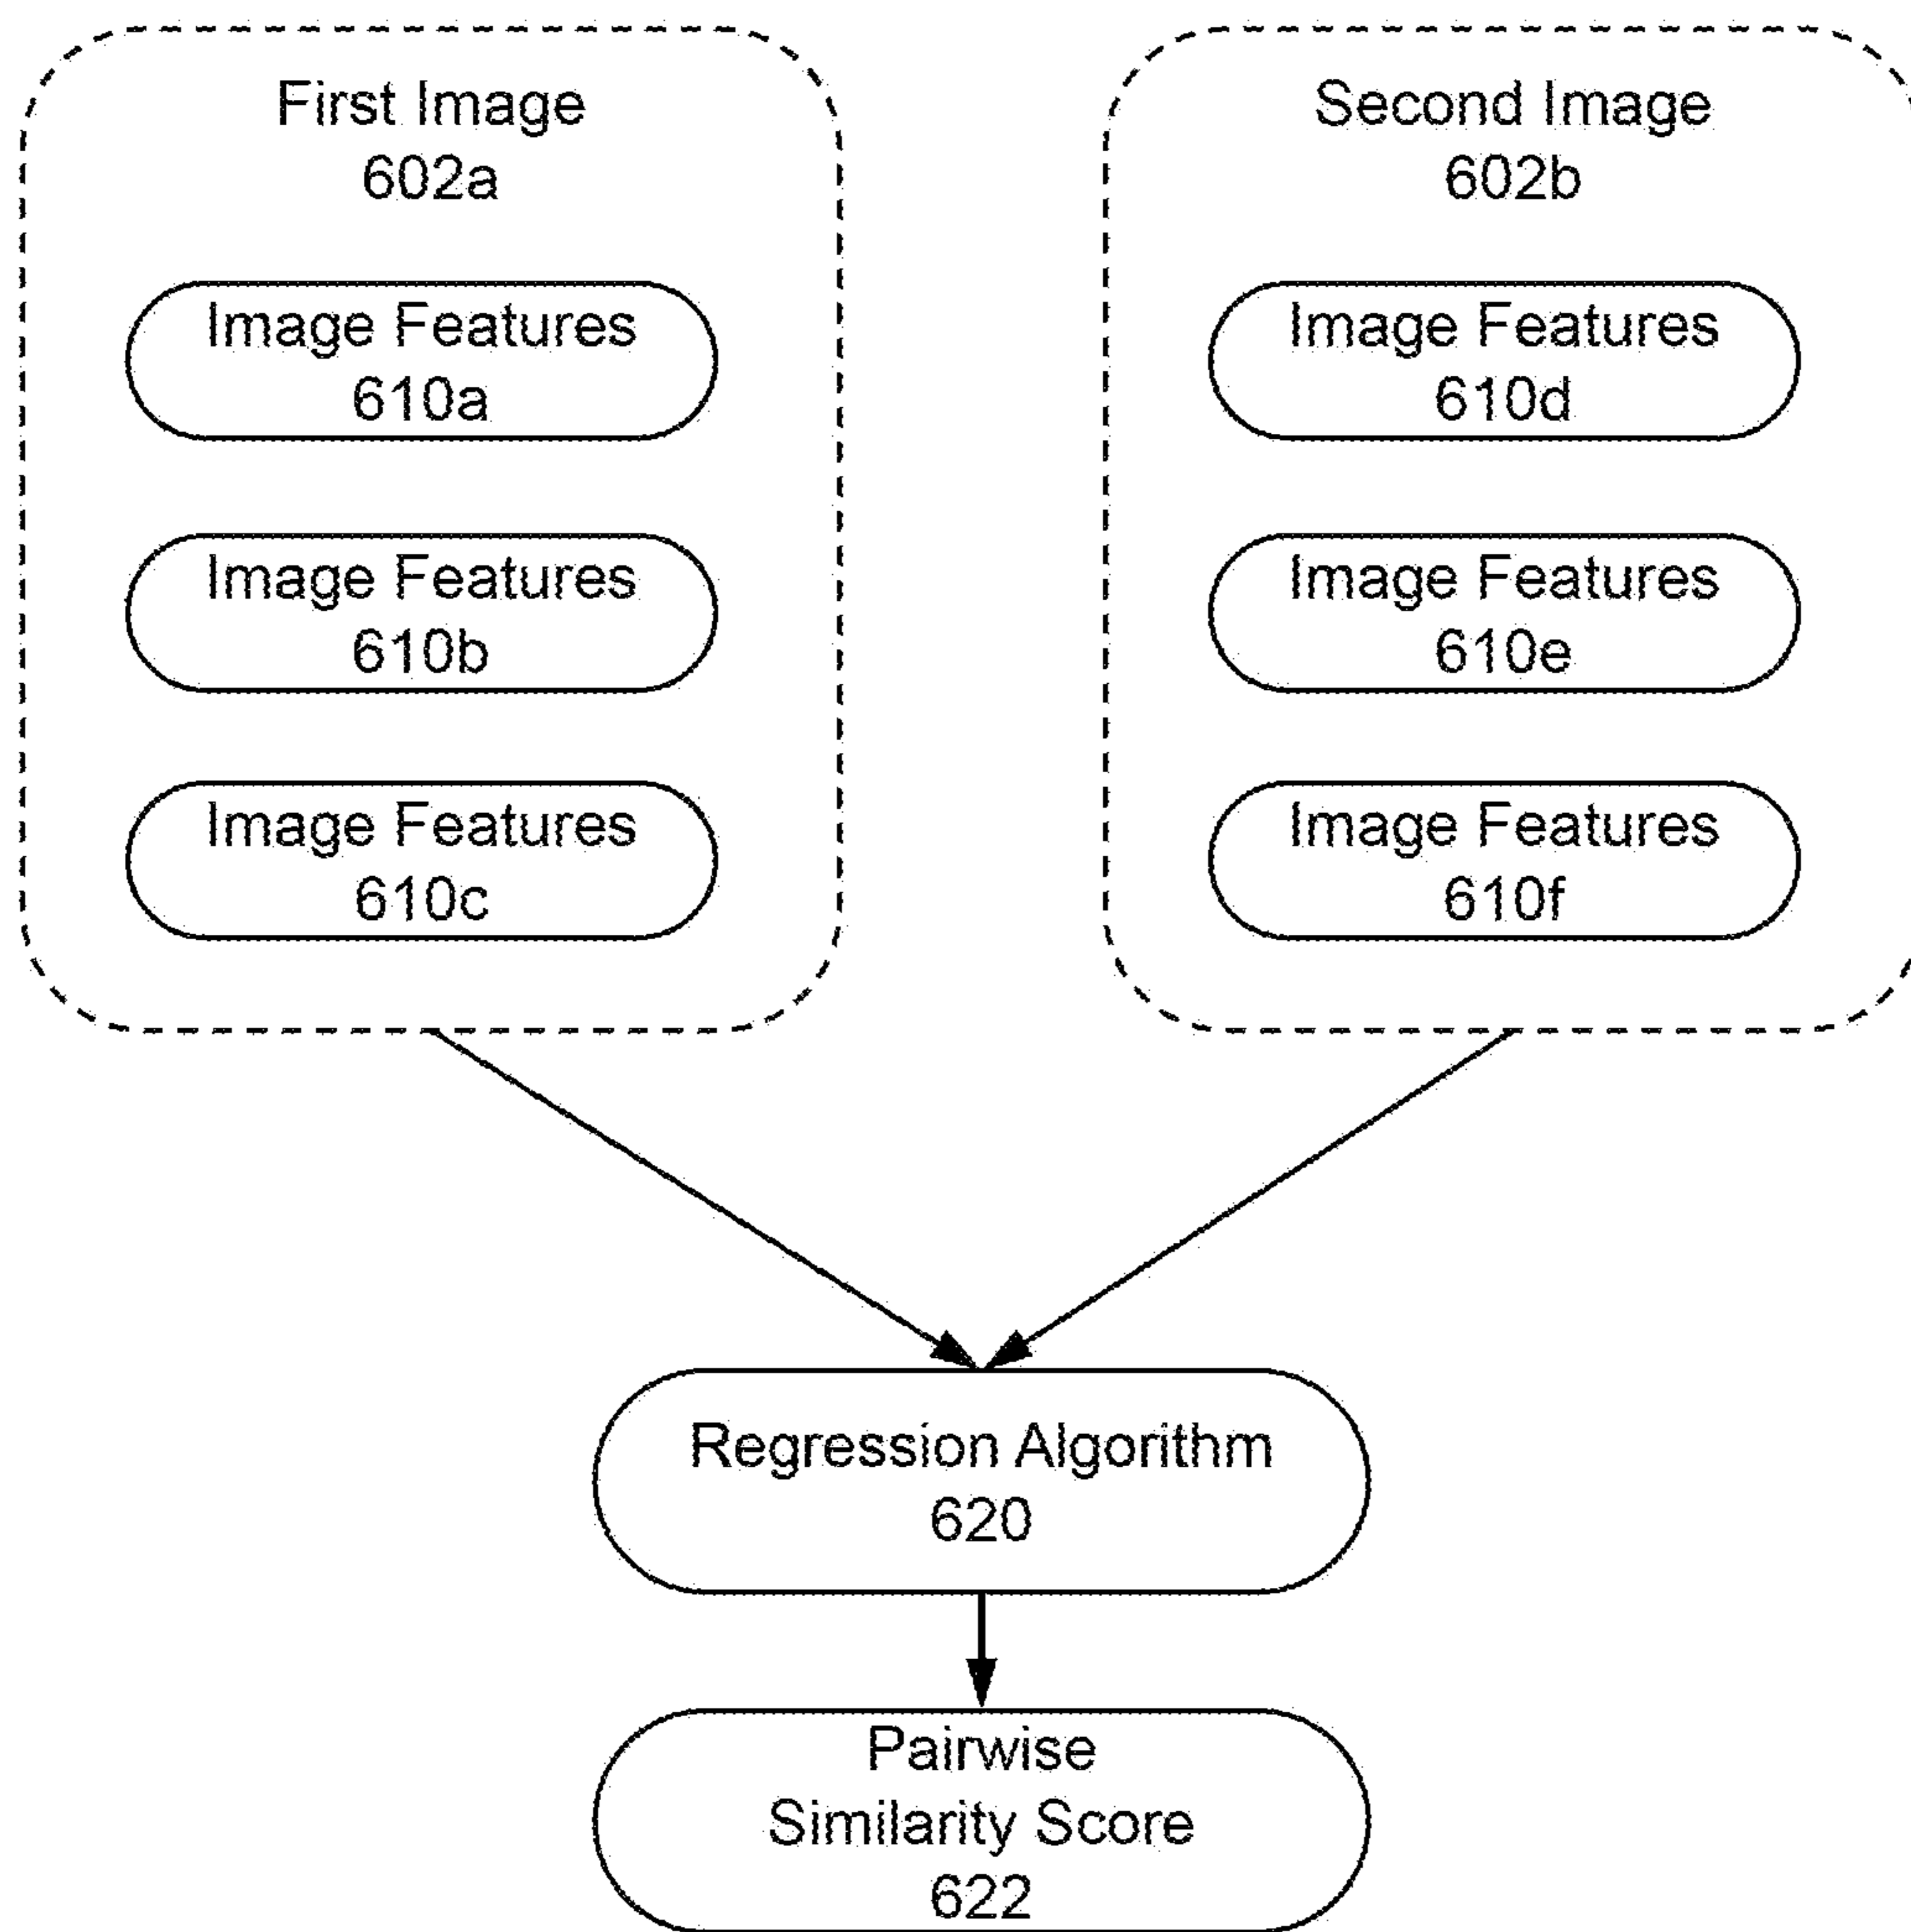 First Image
602a
Image Features
610a
Image Features
610b
Image Features
610c
Second Image
602b
Image Features
610d
Image Features
610e
Image Features
610f
Regression Algorithm
620
Pairwise
Similarity Score
622